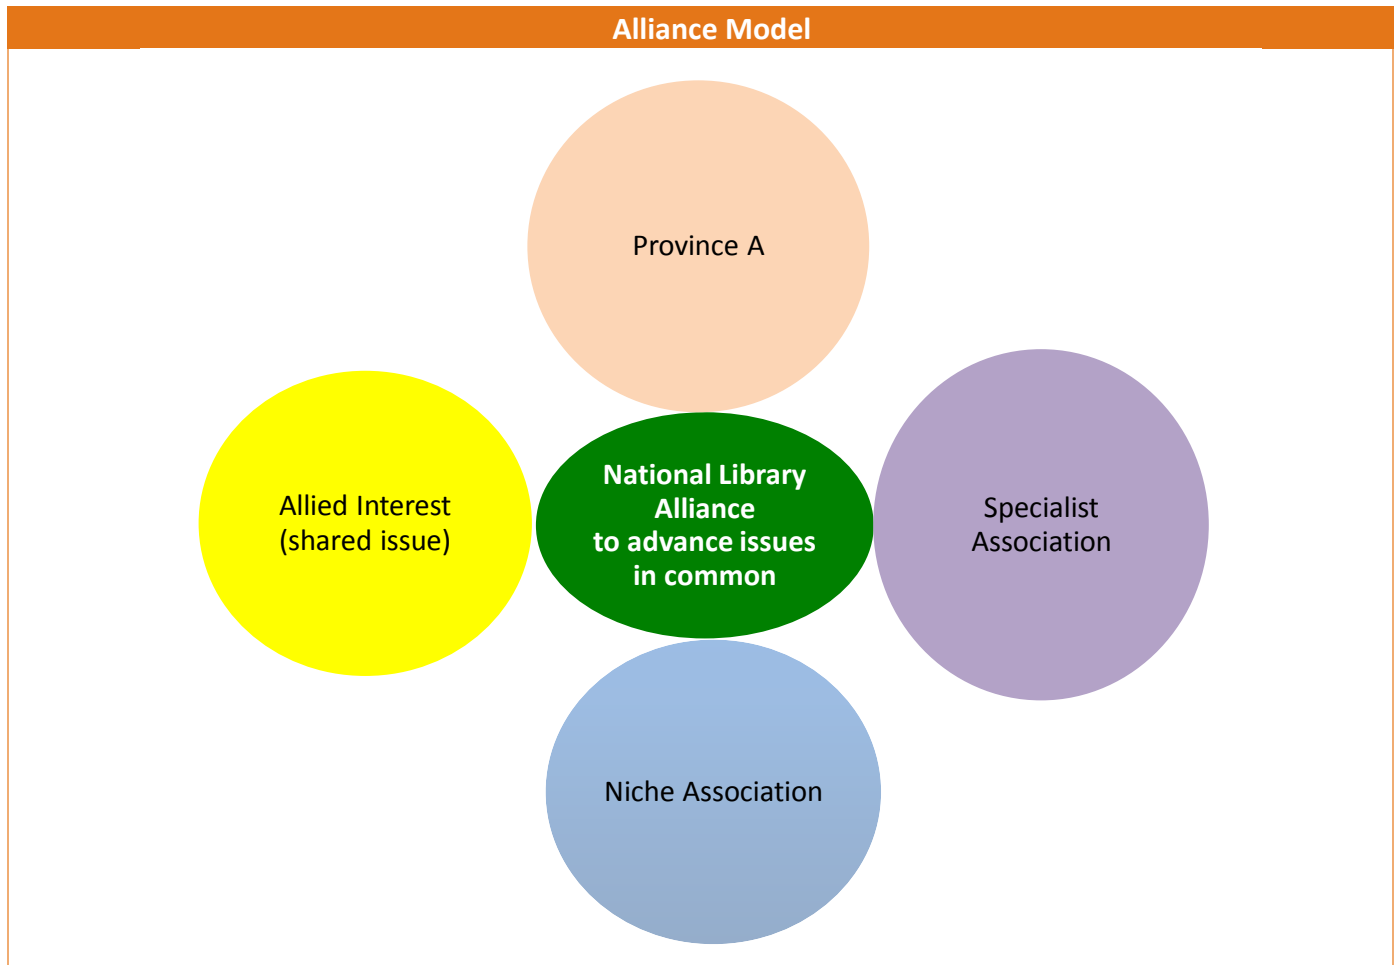 Alliance Model
Province A
Allied Interest
(shared issue)
National Library
Alliance
to advance issues
in common
Specialist
Association
Niche Association